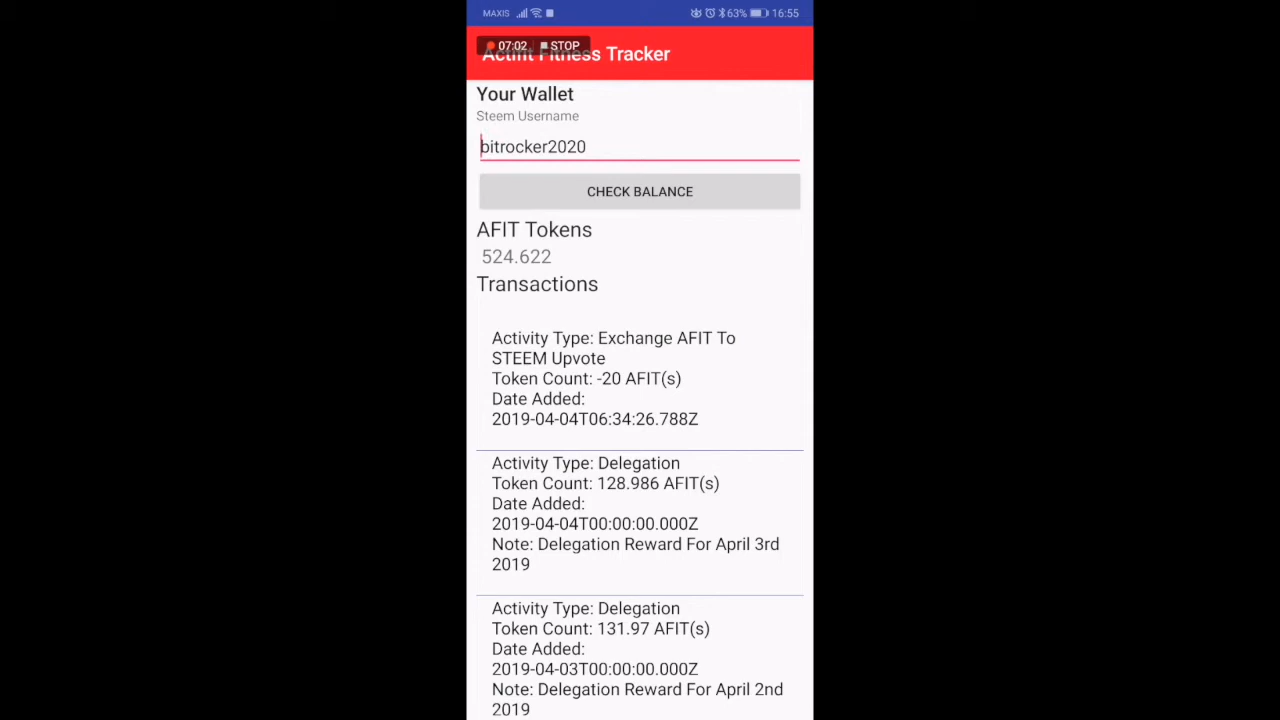 MAXIS 63% 16:55
07:02 STOP
Actifit Fitness Tracker
Your Wallet
Steem Username
bitrocker2020
CHECK BALANCE
AFIT Tokens
524.622
Transactions
Activity Type: Exchange AFIT To
STEEM Upvote
Token Count: -20 AFIT(s)
Date Added:
2019-04-04T06:34:26.788Z
Activity Type: Delegation
Token Count: 128.986 AFIT(s)
Date Added:
2019-04-04T00:00:00.000Z
Note: Delegation Reward For April 3rd
2019
Activity Type: Delegation
Token Count: 131.97 AFIT(s)
Date Added:
2019-04-03T00:00:00.000Z
Note: Delegation Reward For April 2nd
2019